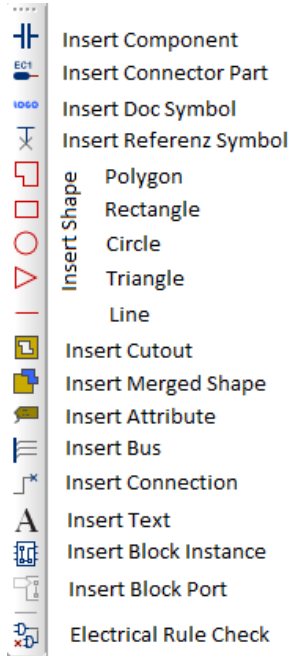 Insert Component
EC1
Insert Connector Part
LOGO
Insert Doc Symbol
Insert Referenz Symbol
Insert Shape
Polygon
Rectangle
Circle
Triangle
Line
Insert Cutout
Insert Merged Shape
Insert Attribute
Insert Bus
Insert Connection
A
Insert Text
Insert Block Instance
Insert Block Port
Electrical Rule Check